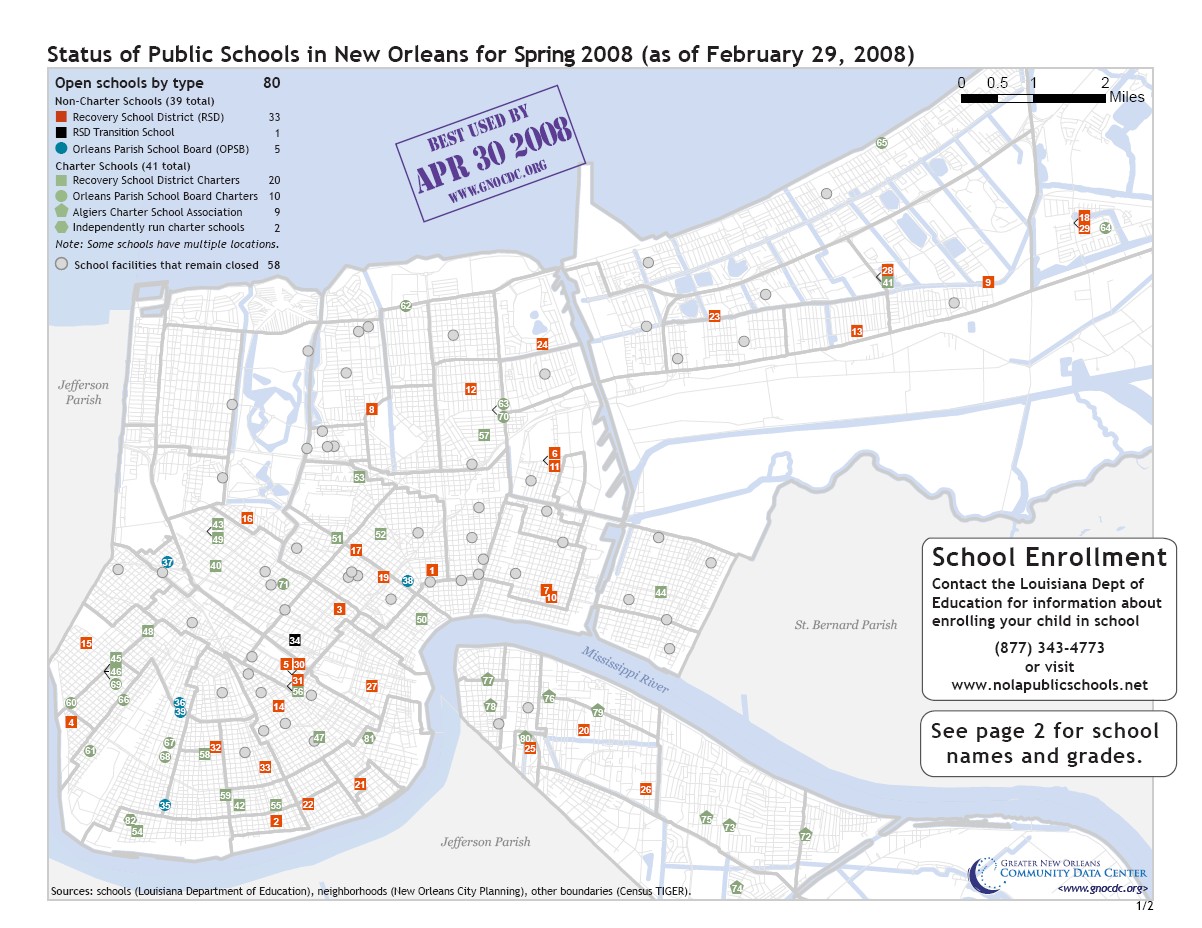 Status of Public Schools in New Orleans for Spring 2008 (as of February 29, 2008)
Open schools by type 80
Non-Charter Schools (39 total)
Recovery School District (RSD) 33
RSD Transition School 1
Orleans Parish School Board (OPSB) 5
Charter Schools (41 total)
Recovery School District Charters 20
Orleans Parish School Board Charters 10
Algiers Charter School Association 9
Independently run charter schools 2
Note: Some schools have multiple locations.
School facilities that remain closed 58
BEST USED BY
APR 30 2008
WWW.GNOCDC.ORG
0 0.5 1 2
Miles
65
18
29
64
28
41
9
62
23
13
24
Jefferson
Parish
12
8
63
70
57
6
11
53
43
49
16
51
52
17
37
40
71
19
38
1
7
10
44
3
50
48
34
15
45
46
69
5
30
31
56
60
66
36
39
14
27
4
61
67
68
58
32
47
81
33
35
59
42
55
22
21
2
82
54
77
78
76
79
80
25
20
26
75
73
72
74
St. Bernard Parish
Mississippi River
Jefferson Parish
School Enrollment
Contact the Louisiana Dept of
Education for information about
enrolling your child in school
(877) 343-4773
or visit
www.nolapublicschools.net
See page 2 for school
names and grades.
GREATER NEW ORLEANS
COMMUNITY DATA CENTER
<www.gnocdc.org>
Sources: schools (Louisiana Department of Education), neighborhoods (New Orleans City Planning), other boundaries (Census TIGER).
1/2